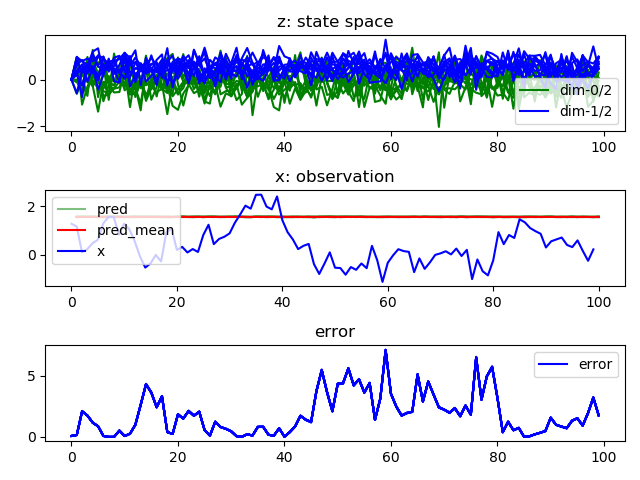 z: state space
0
−2
dim-0/2
dim-1/2
0 20 40 60 80 100
x: observation
2
0
pred
pred_mean
x
0 20 40 60 80 100
error
5
0
error
0 20 40 60 80 100